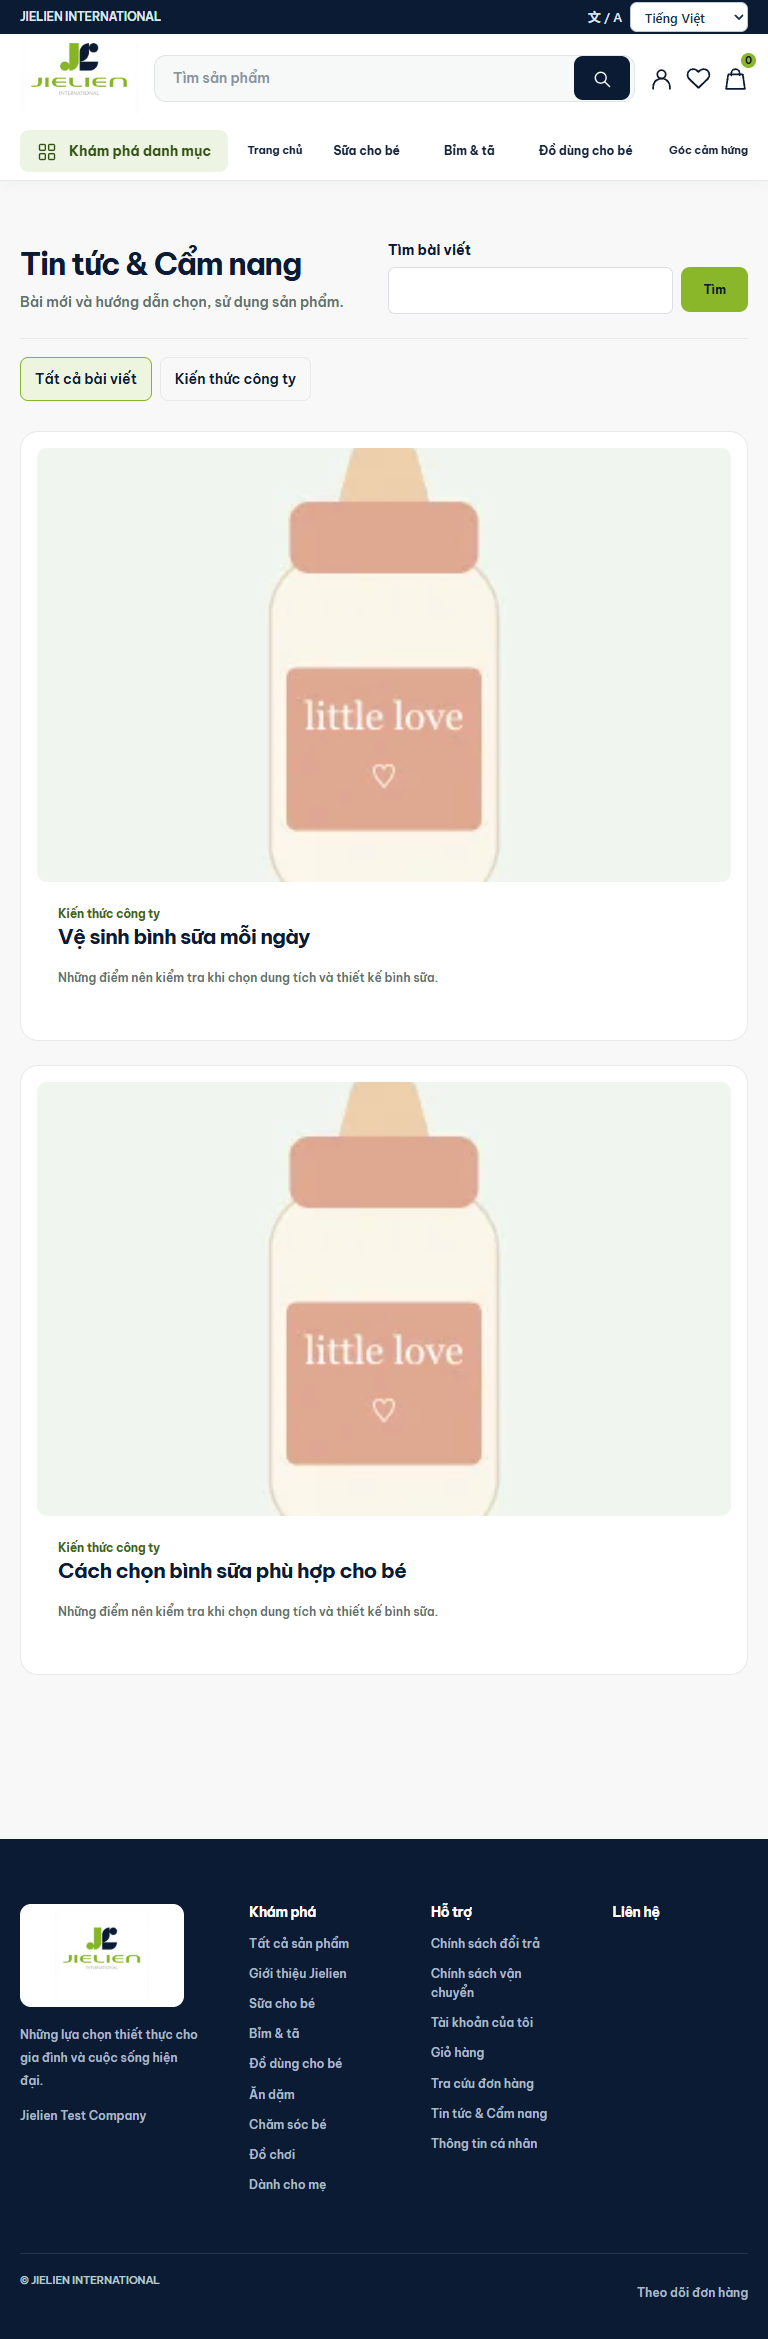 JIELIEN INTERNATIONAL
文 / A
Tiếng Việt
JIELIEN
INTERNATIONAL
Tìm sản phẩm
0
Khám phá danh mục
Trang chủ
Sữa cho bé
Bỉm & tã
Đồ dùng cho bé
Góc cảm hứng
Tin tức & Cẩm nang
Bài mới và hướng dẫn chọn, sử dụng sản phẩm.
Tìm bài viết
Tìm
Tất cả bài viết
Kiến thức công ty
little love
Kiến thức công ty
Vệ sinh bình sữa mỗi ngày
Những điểm nên kiểm tra khi chọn dung tích và thiết kế bình sữa.
little love
Kiến thức công ty
Cách chọn bình sữa phù hợp cho bé
Những điểm nên kiểm tra khi chọn dung tích và thiết kế bình sữa.
JIELIEN
INTERNATIONAL
Những lựa chọn thiết thực cho
gia đình và cuộc sống hiện
đại.
Jielien Test Company
Khám phá
Tất cả sản phẩm
Giới thiệu Jielien
Sữa cho bé
Bỉm & tã
Đồ dùng cho bé
Ăn dặm
Chăm sóc bé
Đồ chơi
Dành cho mẹ
Hỗ trợ
Chính sách đổi trả
Chính sách vận
chuyển
Tài khoản của tôi
Giỏ hàng
Tra cứu đơn hàng
Tin tức & Cẩm nang
Thông tin cá nhân
Liên hệ
© JIELIEN INTERNATIONAL
Theo dõi đơn hàng